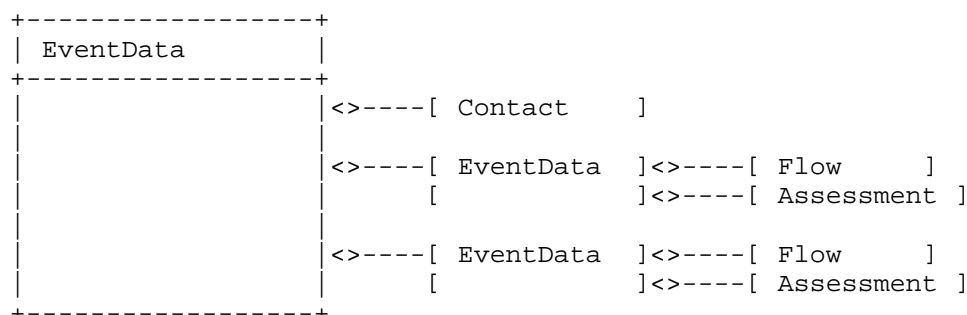 +------------------+
| EventData        |
+------------------+
|                  |<>----[ Contact    ]
|                  |
|                  |<>----[ EventData  ]<>----[ Flow       ]
|                  |      [            ]<>----[ Assessment ]
|                  |
|                  |<>----[ EventData  ]<>----[ Flow       ]
|                  |      [            ]<>----[ Assessment ]
+------------------+